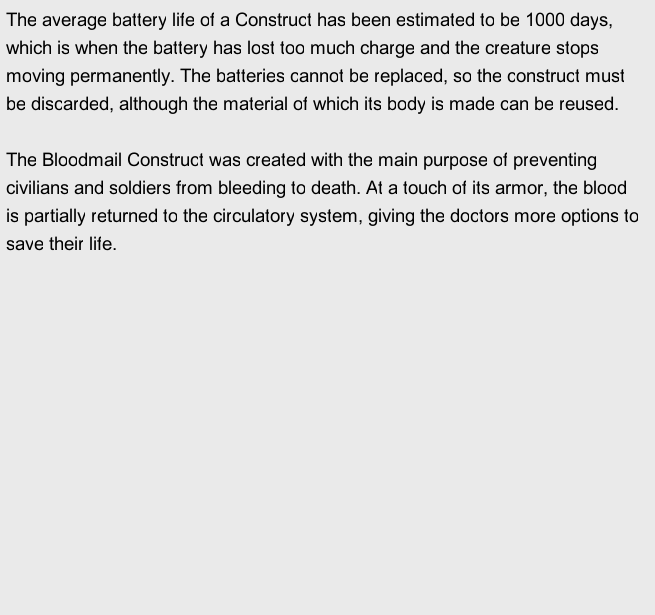 The average battery life of a Construct has been estimated to be 1000 days,
which is when the battery has lost too much charge and the creature stops
moving permanently. The batteries cannot be replaced, so the construct must
be discarded, although the material of which its body is made can be reused.

The Bloodmail Construct was created with the main purpose of preventing
civilians and soldiers from bleeding to death. At a touch of its armor, the blood
is partially returned to the circulatory system, giving the doctors more options to
save their life.